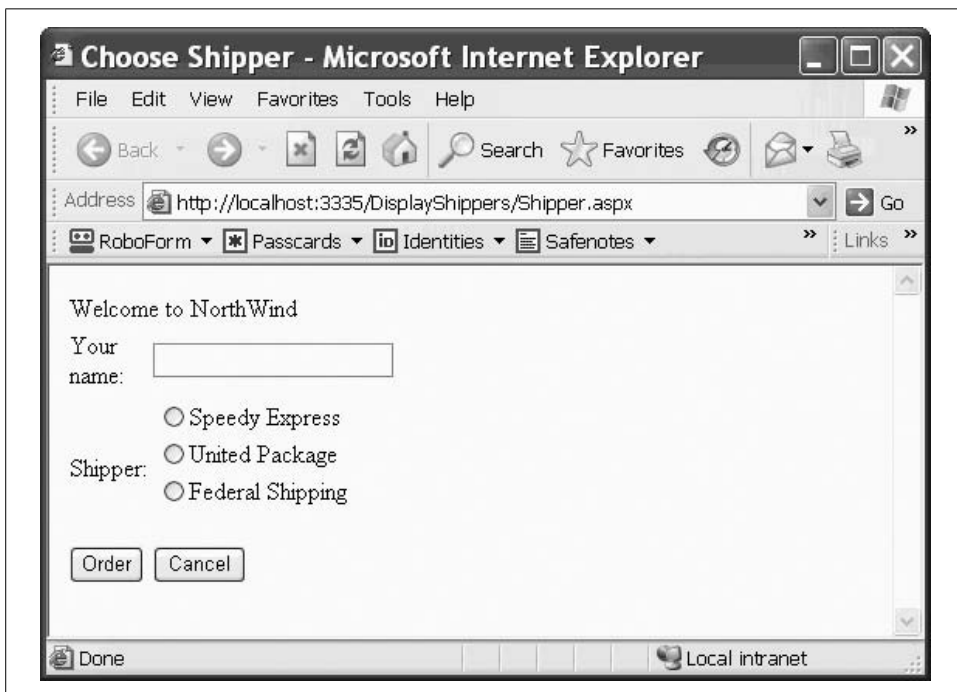 Choose Shipper - Microsoft Internet Explorer
File Edit View Favorites Tools Help
Back Search Favorites »
Address http://localhost:3335/DisplayShippers/Shipper.aspx Go
RoboForm Passcards ID Identities Safenotes » Links »
Welcome to NorthWind
Your
name:
Speedy Express
Shipper: United Package
Federal Shipping
Order Cancel
Done Local intranet